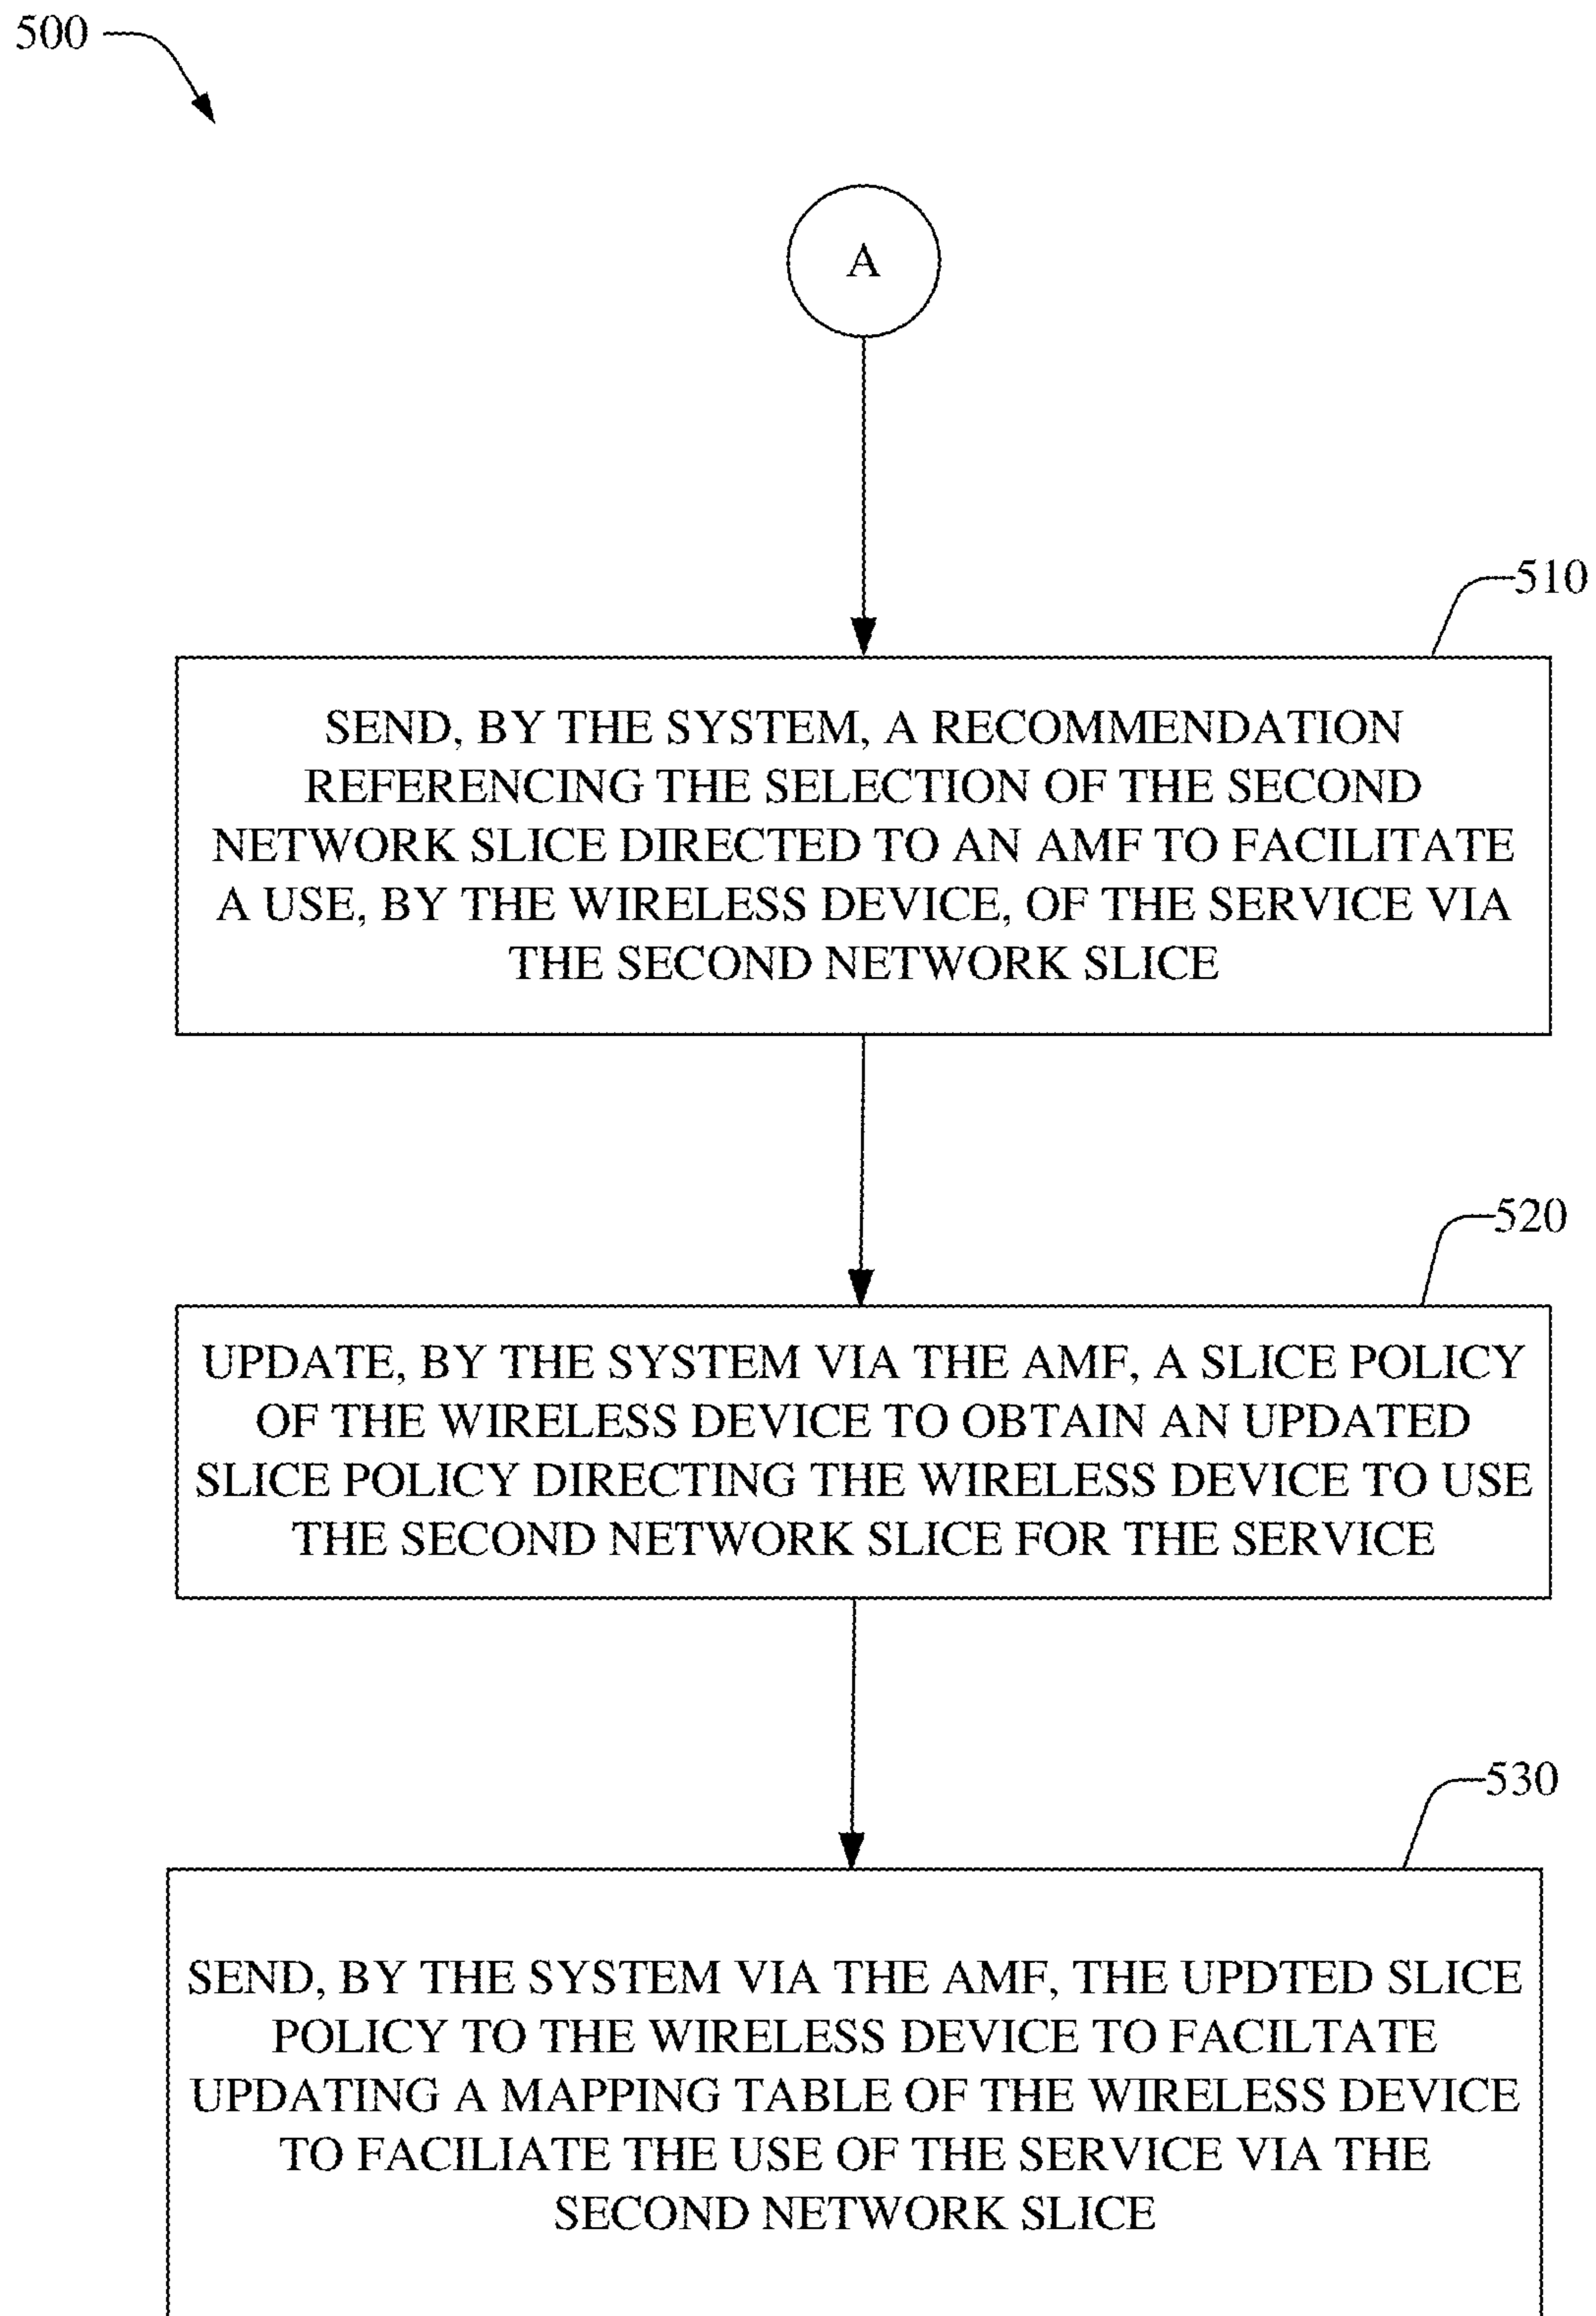 500
A
510
SEND, BY THE SYSTEM, A RECOMMENDATION
REFERENCING THE SELECTION OF THE SECOND
NETWORK SLICE DIRECTED TO AN AMF TO FACILITATE
A USE, BY THE WIRELESS DEVICE, OF THE SERVICE VIA
THE SECOND NETWORK SLICE
520
UPDATE, BY THE SYSTEM VIA THE AMF, A SLICE POLICY
OF THE WIRELESS DEVICE TO OBTAIN AN UPDATED
SLICE POLICY DIRECTING THE WIRELESS DEVICE TO USE
THE SECOND NETWORK SLICE FOR THE SERVICE
530
SEND, BY THE SYSTEM VIA THE AMF, THE UPDTED SLICE
POLICY TO THE WIRELESS DEVICE TO FACILTATE
UPDATING A MAPPING TABLE OF THE WIRELESS DEVICE
TO FACILIATE THE USE OF THE SERVICE VIA THE
SECOND NETWORK SLICE